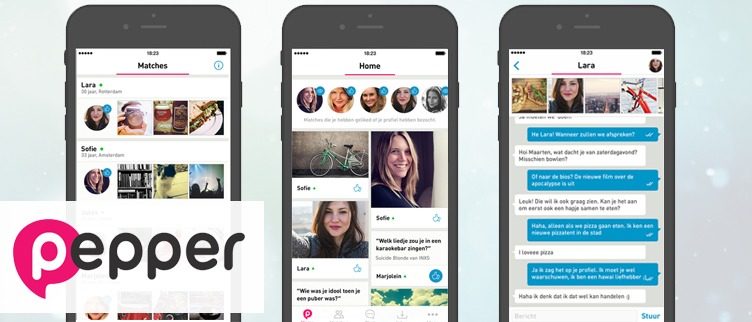 18:23
Matches
Lara
30 jaar, Rotterdam
Sofie
33 jaar, Amsterdam
pepper
18:23
Home
Matches die je hebben geliked of je profiel hebben bezocht.
Sofie
Sofie
Lara
"Welk liedje zou je in een
karaokebar zingen?"
Suicide Blonde van INXS
Marjolein
"Wie was je idool toen je
een puber was?"
18:23
Lara
He Lara! Wanneer zullen we afspreken?
Hoi Maarten, wat dacht je van zaterdagavond?
Misschien bowlen?
Of naar de bios? De nieuwe film over de
apocalypse is uit
Leuk! Die wil ik ook graag zien. Kan je het aan
om eerst ook een hapje samen te eten?
Haha, alleen als we pizza gaan eten. Ik ken een
nieuwe pizzatent in de stad
I loveee pizza
Ja ik zag het op je profiel. Ik moet je wel
waarschuwen, ik ben een hawai liefhebber
Haha ik denk dat ik dat wel kan handelen :)
Bericht
Stuur